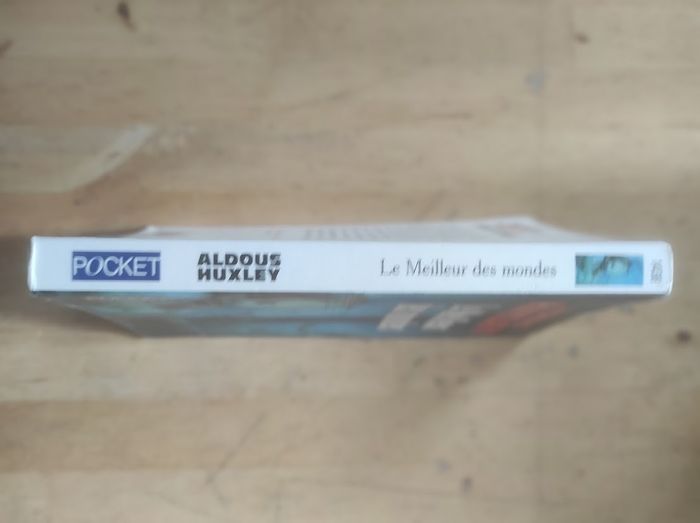 POCKET
ALDOUS
HUXLEY
Le Meilleur des mondes